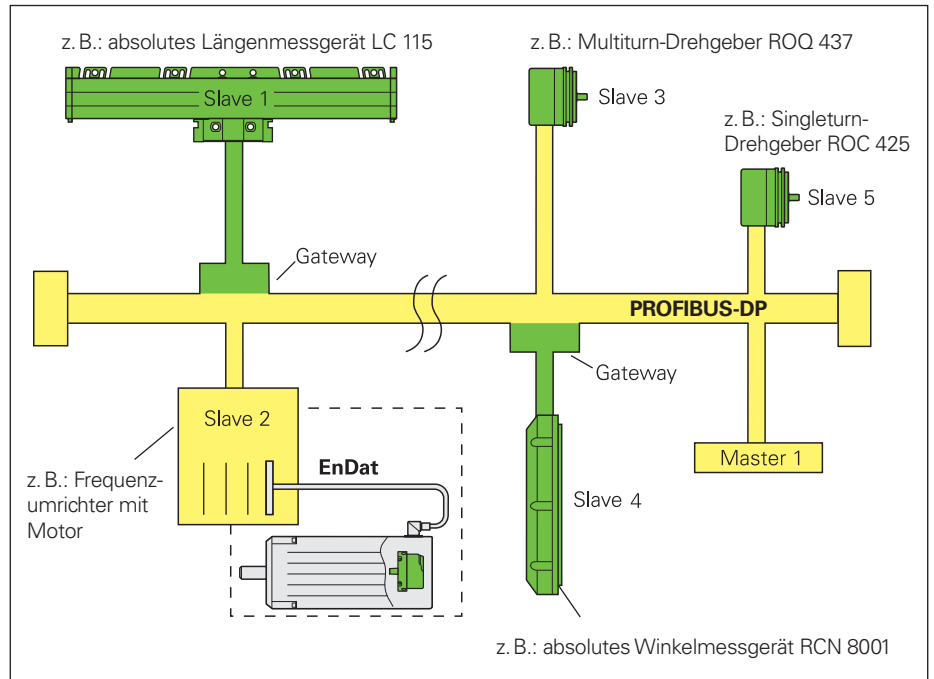 z. B.: absolutes Längenmessgerät LC 115
z. B.: Multiturn-Drehgeber ROQ 437
Slave 1
Slave 3
z. B.: Singleturn-
Drehgeber ROC 425
Slave 5
Gateway
PROFIBUS-DP
Gateway
Slave 2
Master 1
EnDat
z. B.: Frequenz-
umrichter mit
Motor
Slave 4
z. B.: absolutes Winkelmessgerät RCN 8001